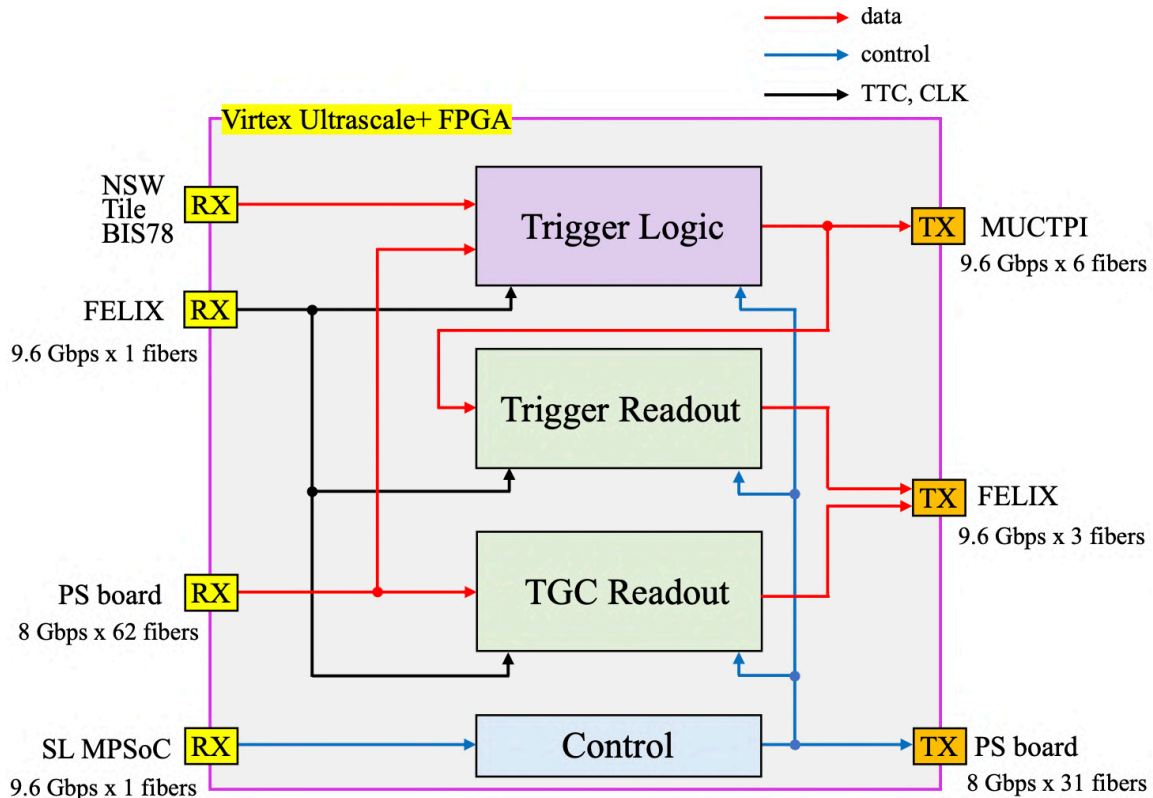 data
control
TTC, CLK
Virtex Ultrascale+ FPGA
NSW
Tile
BIS78
RX
Trigger Logic
TX
MUCTPI
9.6 Gbps x 6 fibers
FELIX
RX
9.6 Gbps x 1 fibers
Trigger Readout
TX
FELIX
9.6 Gbps x 3 fibers
PS board
RX
8 Gbps x 62 fibers
TGC Readout
SL MPSoC
RX
9.6 Gbps x 1 fibers
Control
TX
PS board
8 Gbps x 31 fibers